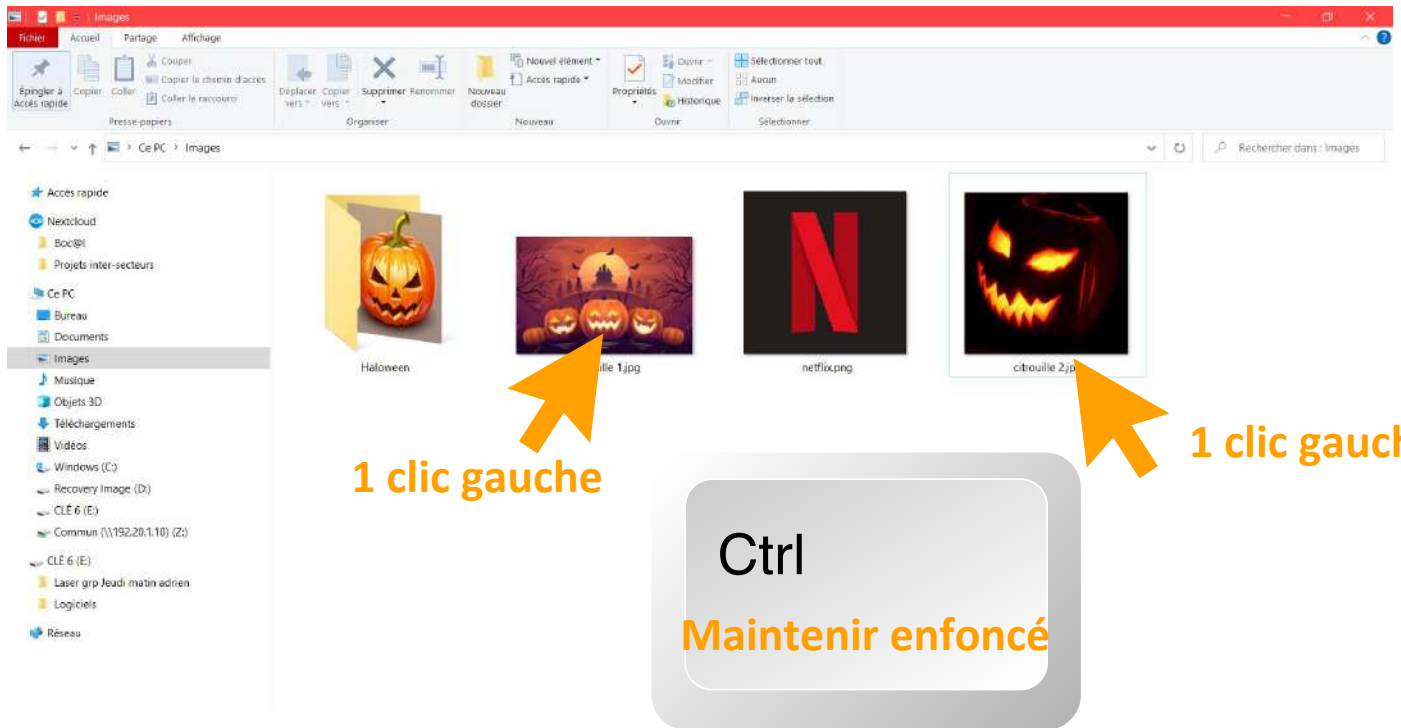 Images
Fichier Accueil Partage Affichage
Épingler à Accès rapide
Copier
Coller
Couper
Copier le chemin d'accès
Coller le raccourci
Presse-papiers
Déplacer vers
Copier vers
Supprimer
Renommer
Organiser
Nouveau dossier
Nouvel élément
Accès rapide
Nouveau
Propriétés
Ouvrir
Modifier
Historique
Ouvrir
Sélectionner tout
Aucun
Inverser la sélection
Sélectionner
Ce PC > Images
Rechercher dans : Images
Accès rapide
Nextcloud
Boc@l
Projets inter-secteurs
Ce PC
Bureau
Documents
Images
Musique
Objets 3D
Téléchargements
Vidéos
Windows (C:)
Recovery Image (D:)
CLÉ 6 (E:)
Commun (\\192.20.1.10) (Z:)
CLÉ 6 (E:)
Laser grp Jeudi matin adrien
Logiciels
Réseau
Haloween
ille 1.jpg
N
netflix.png
citrouille 2.jp
1 clic gauche
1 clic gauch
Ctrl
Maintenir enfoncé